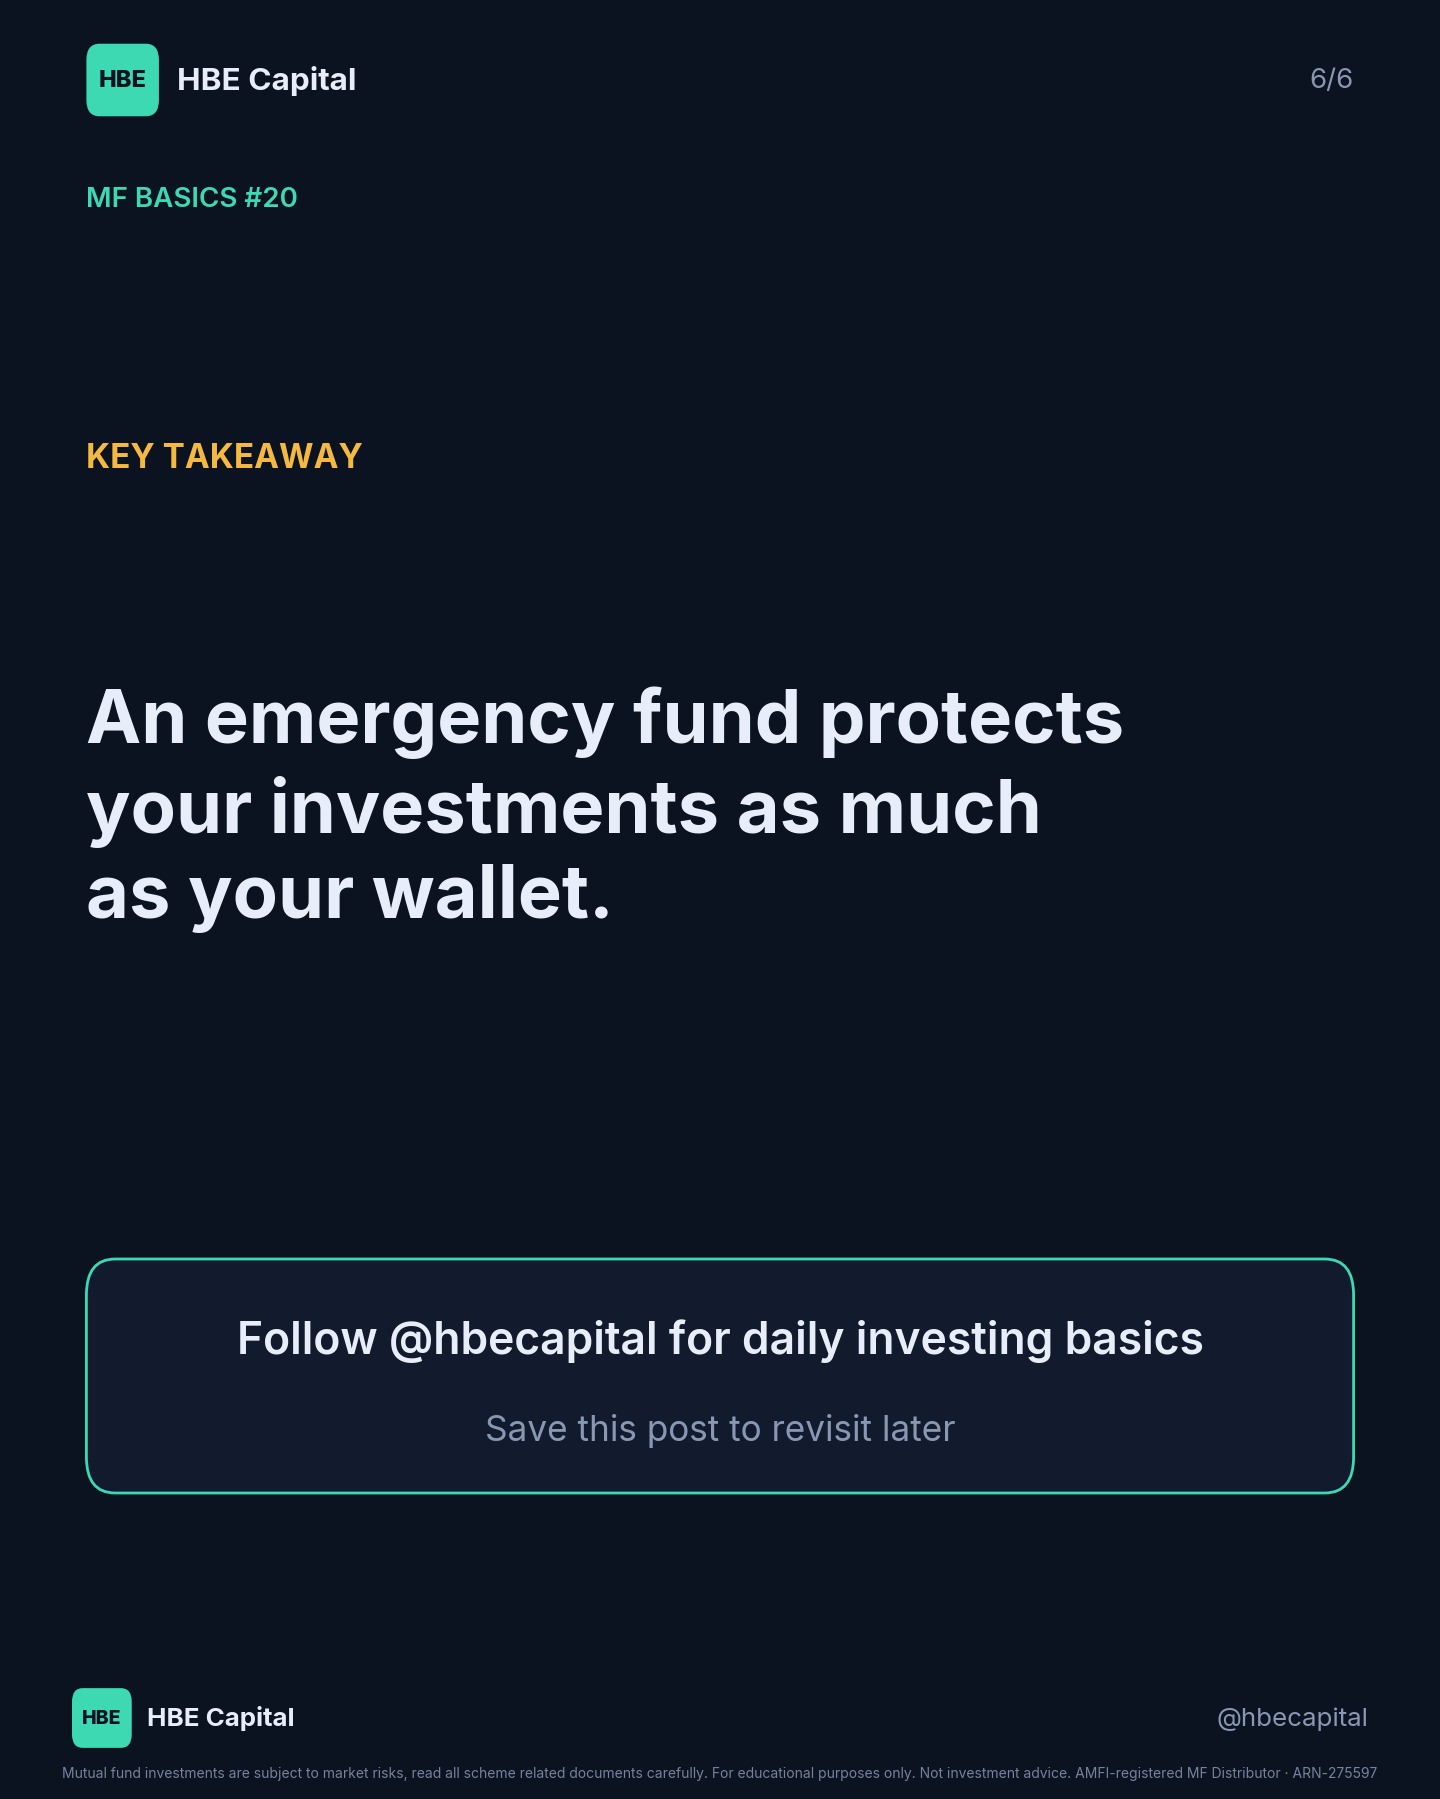 HBE
HBE Capital
6/6
MF BASICS #20
KEY TAKEAWAY
An emergency fund protects
your investments as much
as your wallet.
Follow @hbecapital for daily investing basics
Save this post to revisit later
HBE
HBE Capital
@hbecapital
Mutual fund investments are subject to market risks, read all scheme related documents carefully. For educational purposes only. Not investment advice. AMFI-registered MF Distributor · ARN-275597